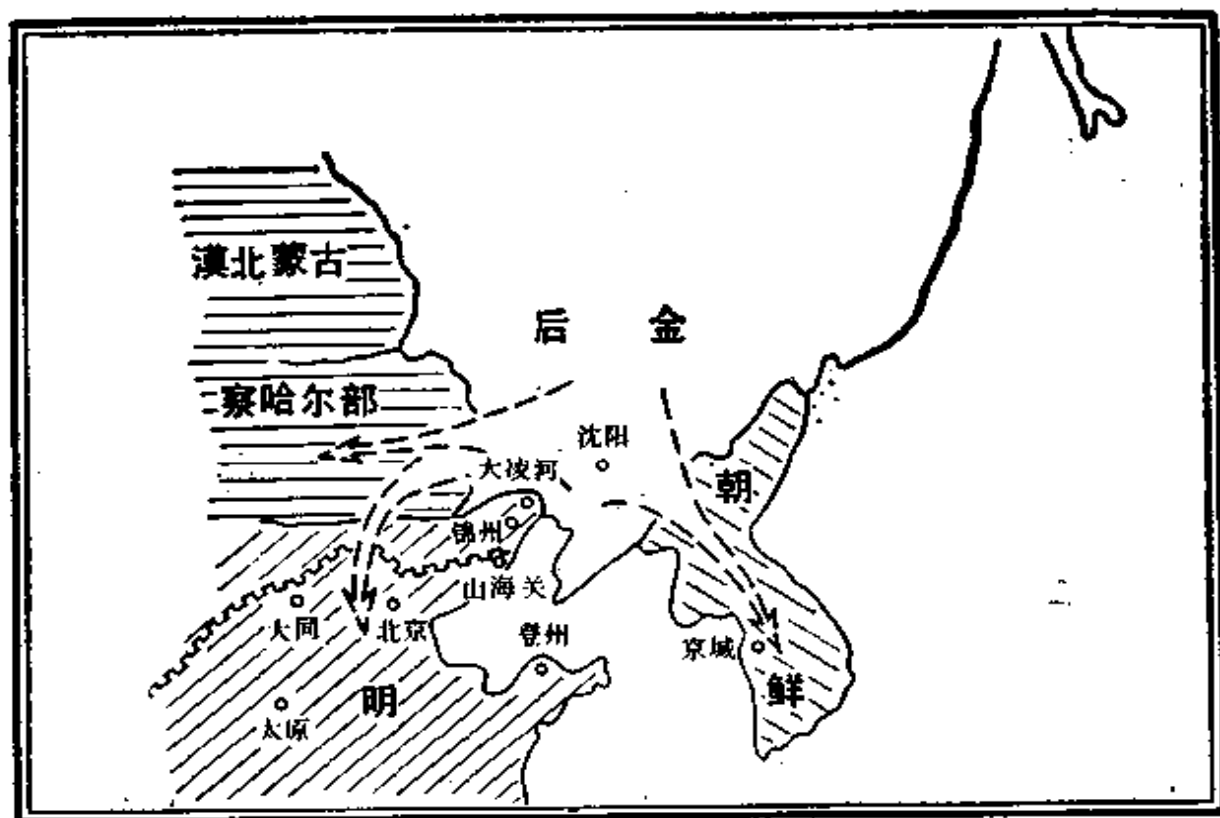 漠北蒙古
后金
察哈尔部
沈阳
大凌河
朝
锦州
山海关
大同
北京
登州
京城
鲜
明
太原